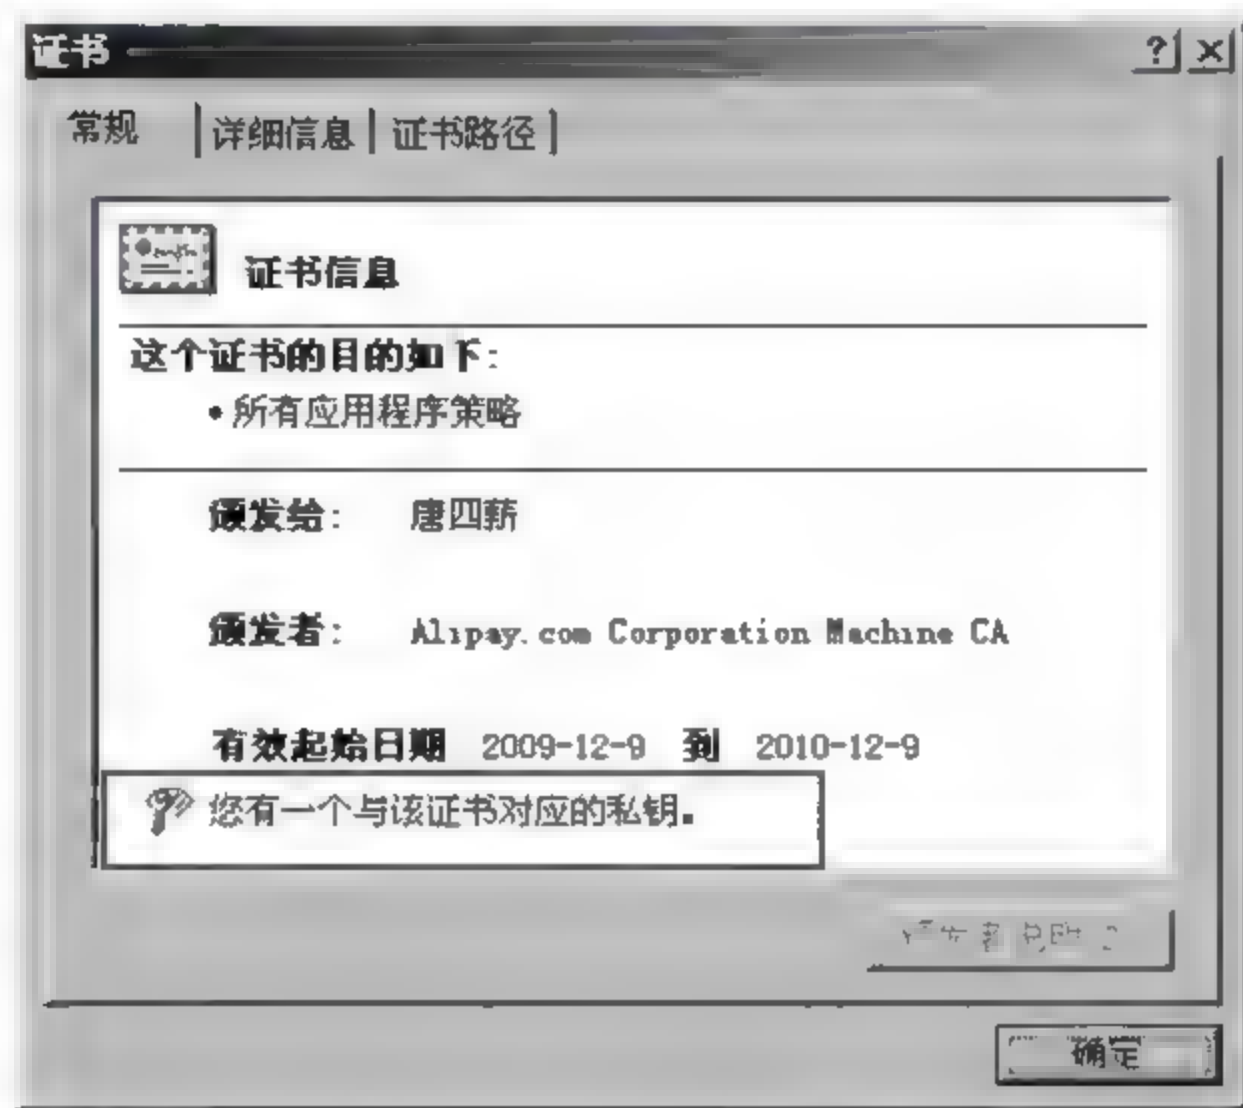 证书
? ×
常规 详细信息 证书路径
证书信息
这个证书的目的如下:
•所有应用程序策略
颁发给: 唐四薪
颁发者: Alipay.com Corporation Machine CA
有效起始日期 2009-12-9 到 2010-12-9
您有一个与该证书对应的私钥。
确定